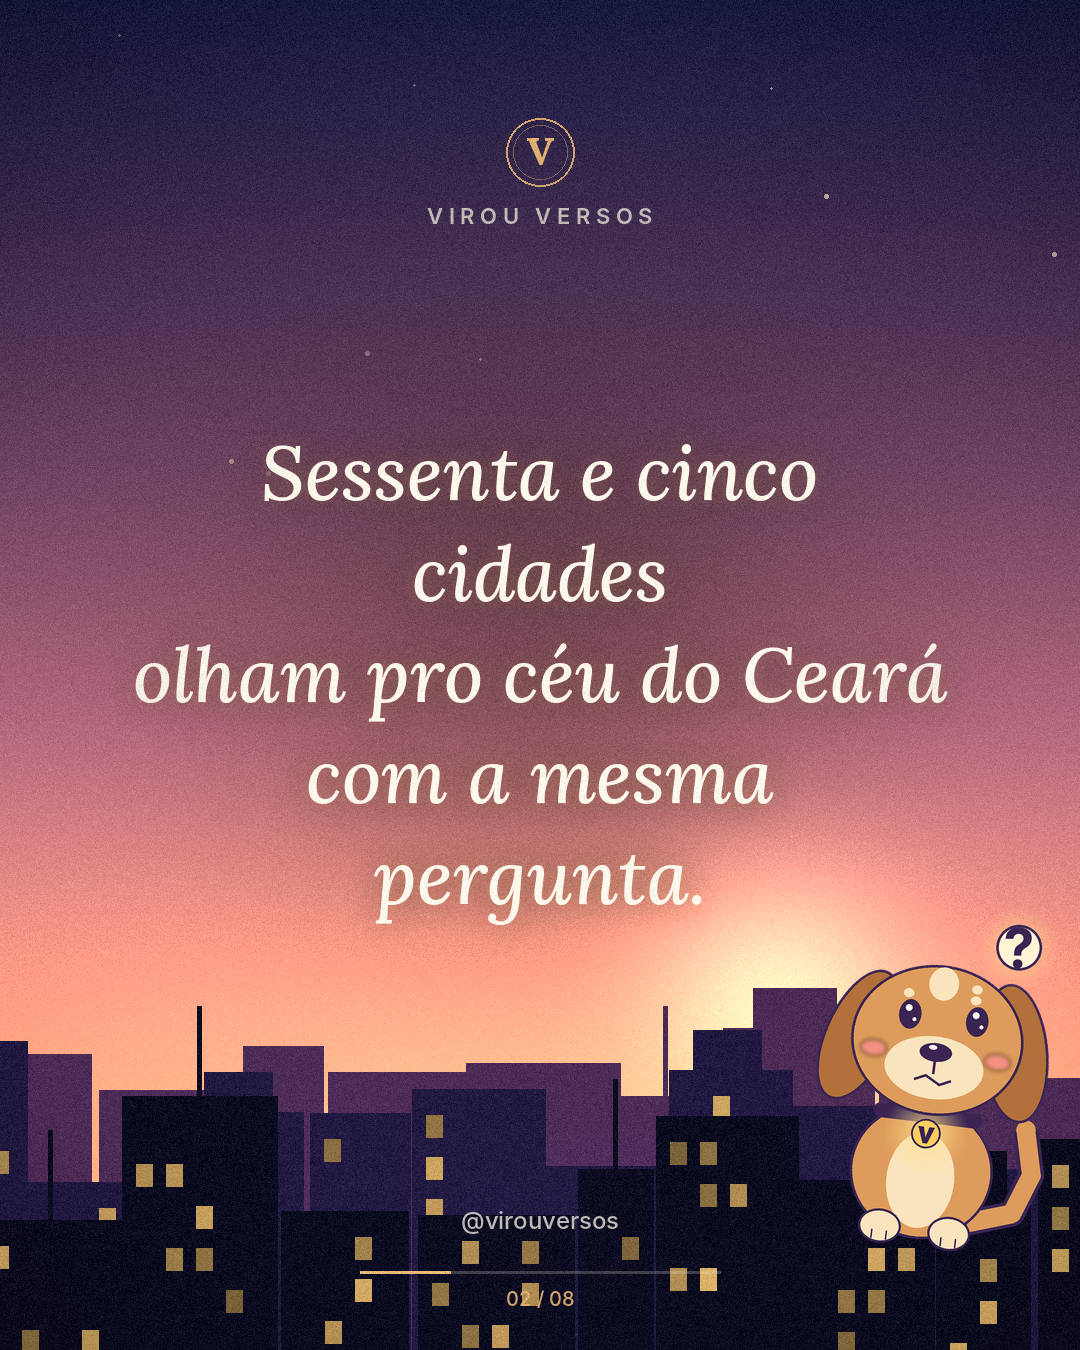 V
VIROU VERSOS
Sessenta e cinco
cidades
olham pro céu do Ceará
com a mesma
pergunta.
?
V
@virouversos
02 / 08